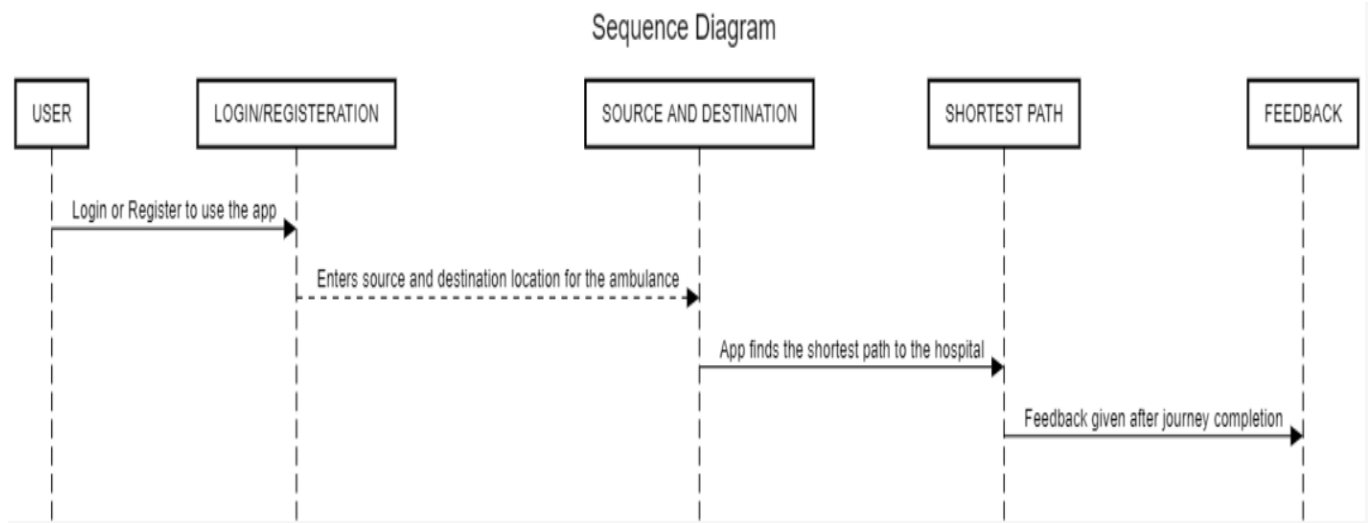 Sequence Diagram
USER
LOGIN/REGISTERATION
SOURCE AND DESTINATION
SHORTEST PATH
FEEDBACK
Login or Register to use the app
Enters source and destination location for the ambulance
App finds the shortest path to the hospital
Feedback given after journey completion